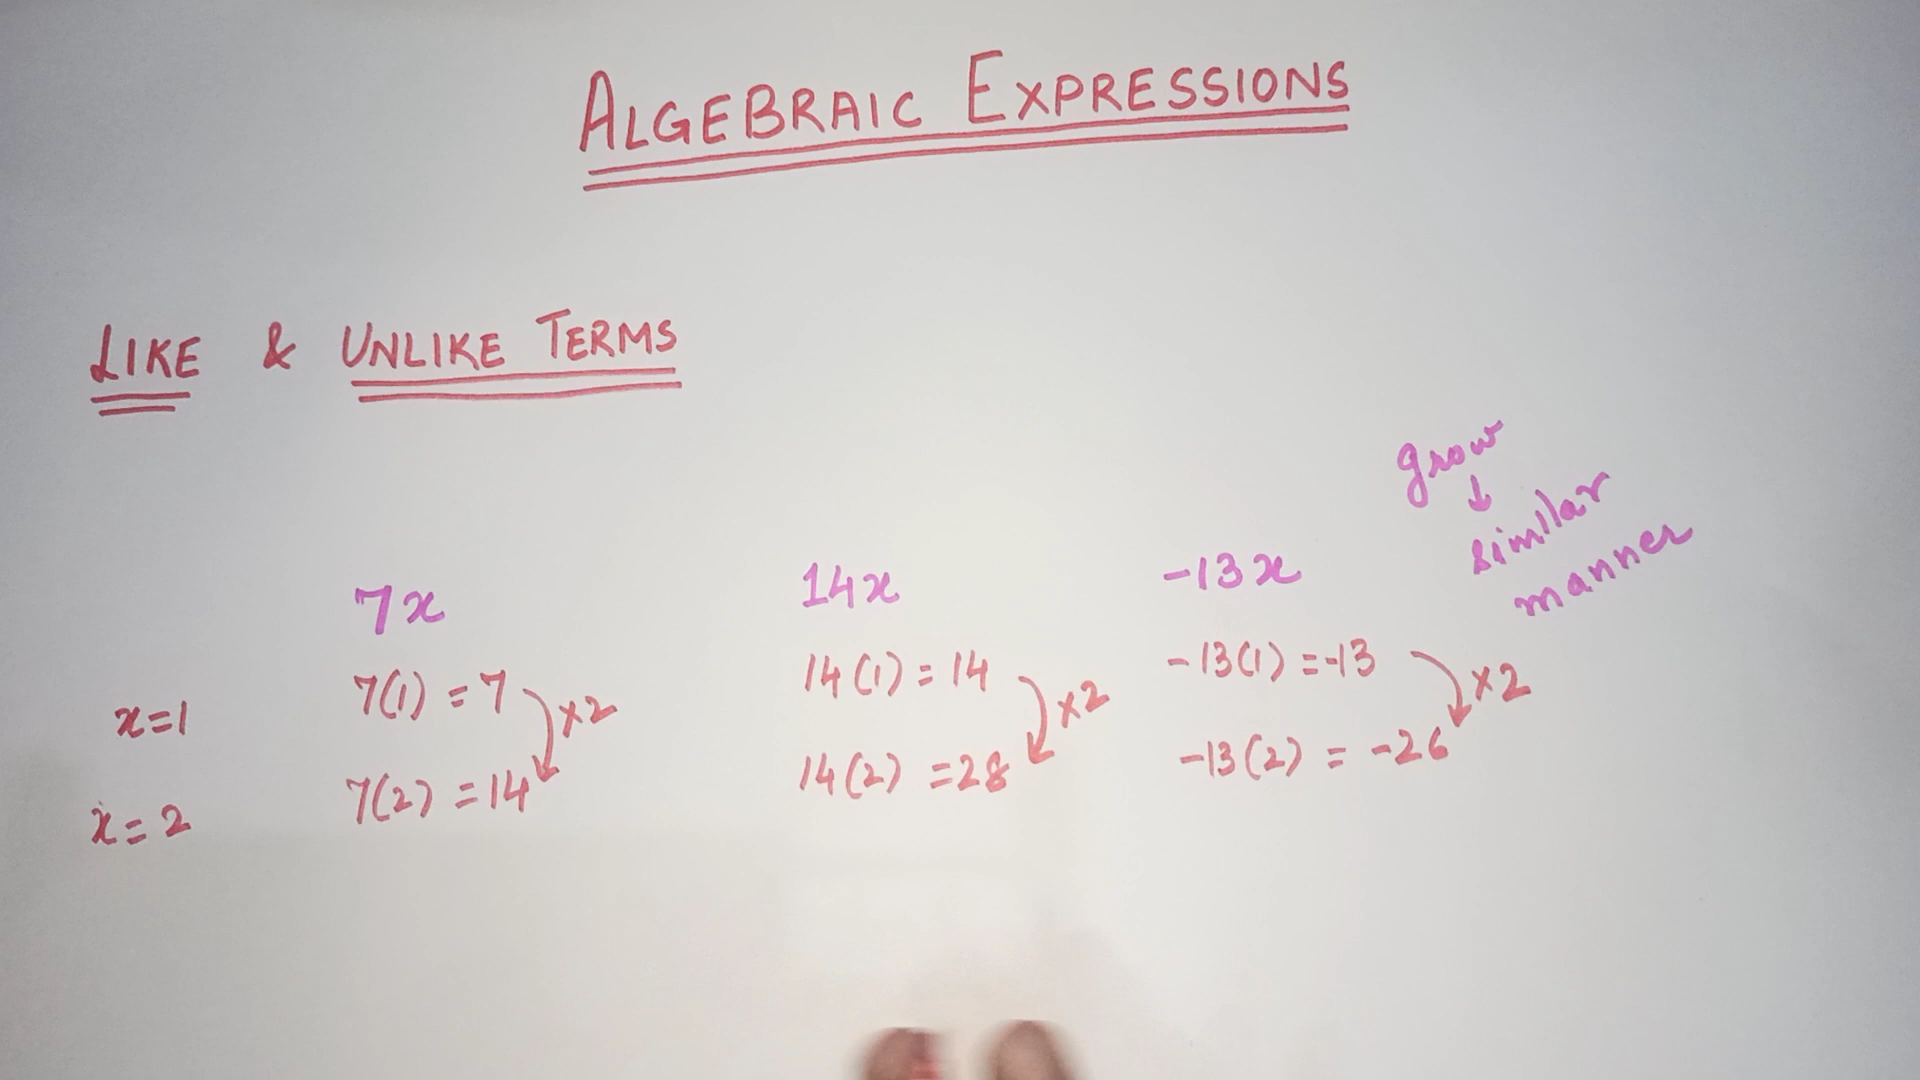 ALGEBRAIC EXPRESSIONS
LIKE & UNLIKE TERMS
grow
↓
similar
manner
7x 14x -13x
x=1 7(1) = 7 ×2 14(1) = 14 ×2 -13(1) = -13 ×2
x=2 7(2) = 14 14(2) = 28 -13(2) = -26